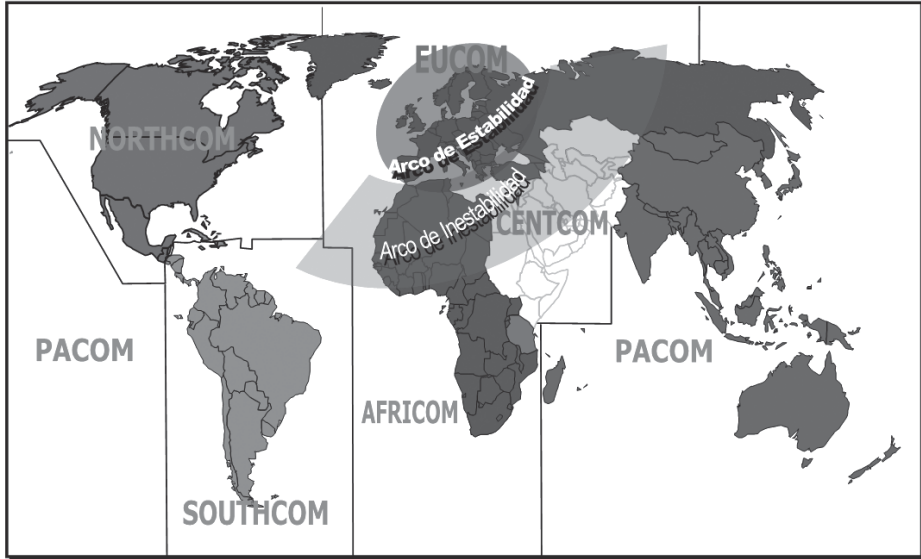 EUCOM
Arco de Estabilidad
NORTHCOM
Arco de Inestabilidad
CENTCOM
PACOM
PACOM
AFRICOM
SOUTHCOM